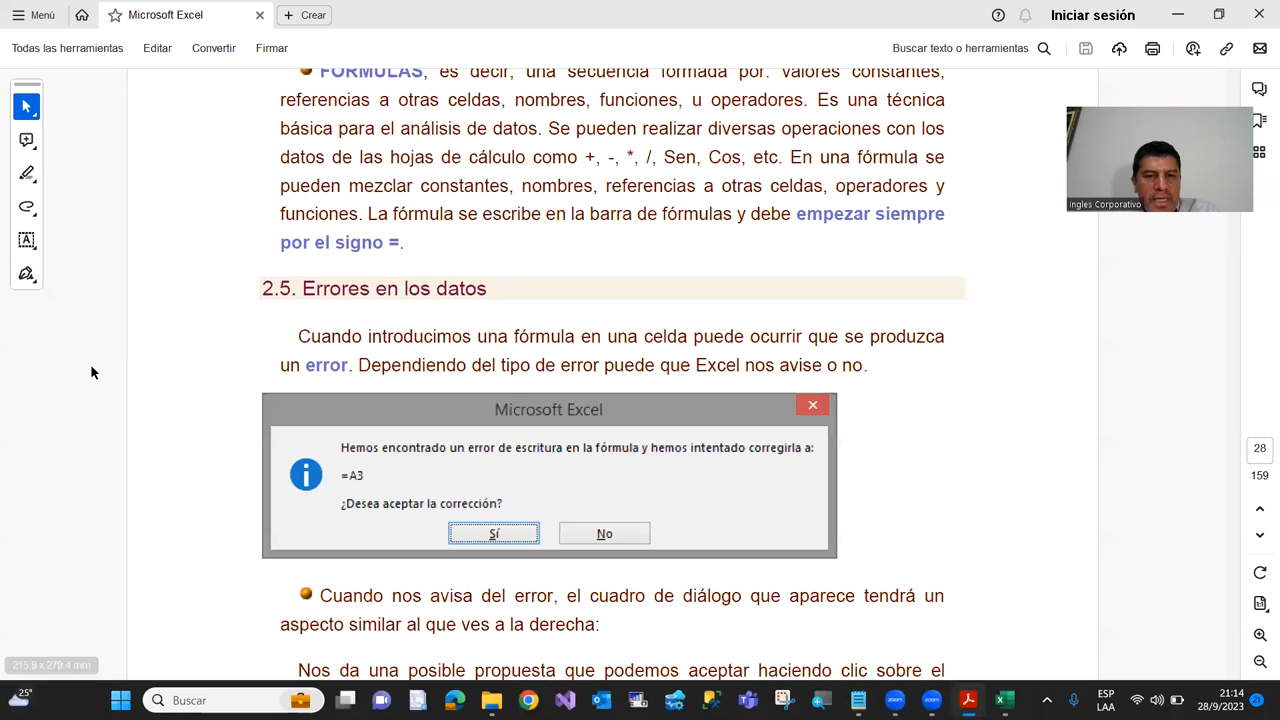 Menú
Microsoft Excel
Crear
Iniciar sesión
Todas las herramientas
Editar
Convertir
Firmar
Buscar texto o herramientas
FÓRMULAS, es decir, una secuencia formada por: valores constantes,
referencias a otras celdas, nombres, funciones, u operadores. Es una técnica
básica para el análisis de datos. Se pueden realizar diversas operaciones con los
datos de las hojas de cálculo como +, -, *, /, Sen, Cos, etc. En una fórmula se
pueden mezclar constantes, nombres, referencias a otras celdas, operadores y
funciones. La fórmula se escribe en la barra de fórmulas y debe empezar siempre
por el signo =.
Ingles Corporativo
2.5. Errores en los datos
Cuando introducimos una fórmula en una celda puede ocurrir que se produzca
un error. Dependiendo del tipo de error puede que Excel nos avise o no.
Microsoft Excel
Hemos encontrado un error de escritura en la fórmula y hemos intentado corregirla a:
=A3
¿Desea aceptar la corrección?
Sí
No
28
159
Cuando nos avisa del error, el cuadro de diálogo que aparece tendrá un
aspecto similar al que ves a la derecha:
Nos da una posible propuesta que podemos aceptar haciendo clic sobre el
215.9 x 279.4 mm
25°
Buscar
ESP
LAA
21:14
28/9/2023